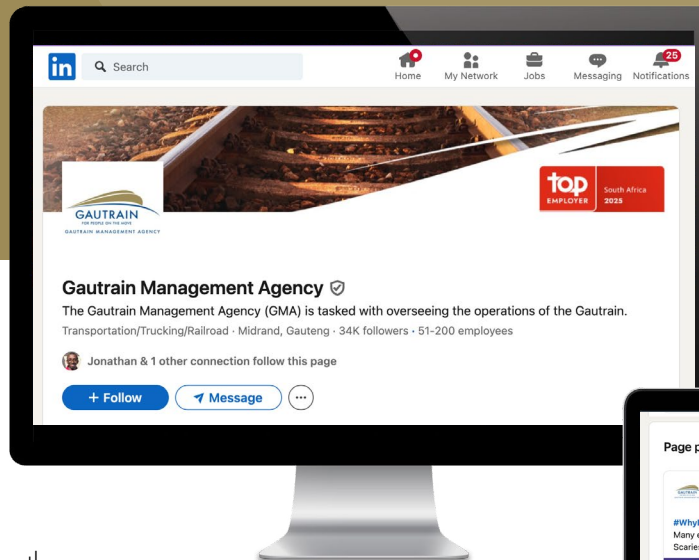 in
Search
Home
My Network
Jobs
Messaging
25
Notifications
GAUTRAIN
FOR PEOPLE ON THE MOVE
GAUTRAIN MANAGEMENT AGENCY
top
EMPLOYER
South Africa
2025
Gautrain Management Agency
The Gautrain Management Agency (GMA) is tasked with overseeing the operations of the Gautrain.
Transportation/Trucking/Railroad · Midrand, Gauteng · 34K followers · 51-200 employees
Jonathan & 1 other connection follow this page
+ Follow
Message
Page p
GAUTRAIN
Many
Scarie